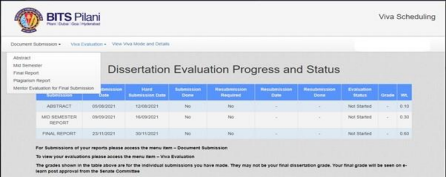 BITS Pilani
Pilani | Dubai | Goa | Hyderabad
Viva Scheduling
Document Submission Viva Evaluation View Viva Mode and Details
Abstract
Mid Semester
Final Report
Plagiarism Report
Mentor Evaluation for Final Submission
Dissertation Evaluation Progress and Status
Submission Submission Date Hard Submission Date Submission Done Resubmission Required Resubmission Date Resubmission Done Evaluation Status Grade Wt.
ABSTRACT 05/08/2021 12/08/2021 No No Not Started 0.10
MID SEMESTER REPORT 09/09/2021 16/09/2021 No No Not Started 0.30
FINAL REPORT 23/11/2021 30/11/2021 No No Not Started 0.60
For Submissions of your reports please access the menu item – Document Submission
To view your evaluations please access the menu item – Viva Evaluation
The grades shown in the table above are for the individual submissions you have made. They may not be your final dissertation grade. Your final grade will be seen on e-
learn post approval from the Senate Committee